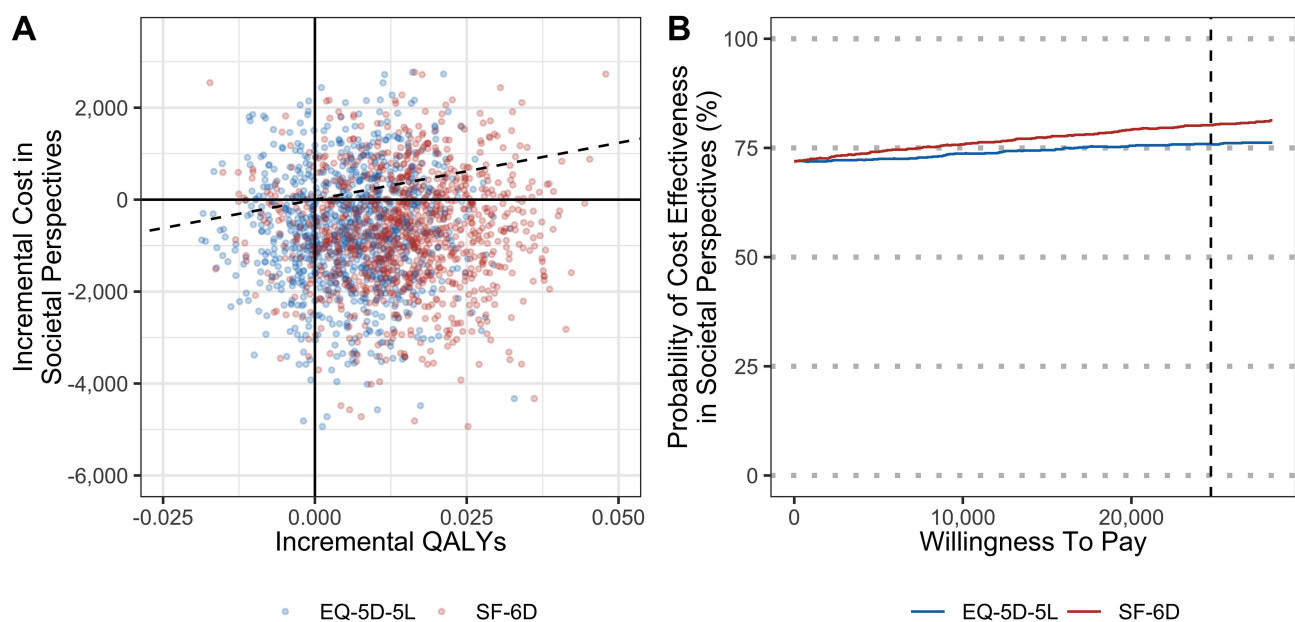 A
Incremental Cost in
Societal Perspectives
2,000
0
-2,000
-4,000
-6,000
-0.025
0.000
0.025
0.050
Incremental QALYs
EQ-5D-5L
SF-6D
B
Probability of Cost Effectiveness
in Societal Perspectives (%)
100
75
50
25
0
0
10,000
20,000
Willingness To Pay
EQ-5D-5L
SF-6D